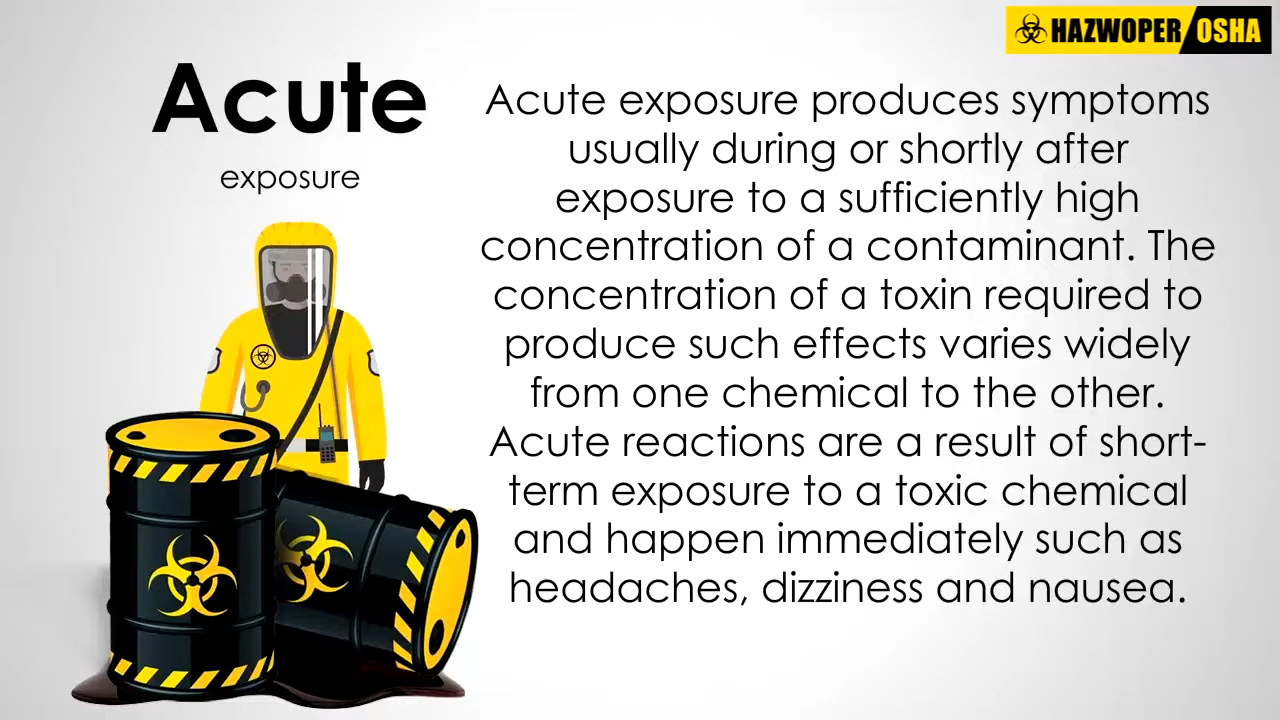 HAZWOPER/OSHA
Acute
exposure
Acute exposure produces symptoms
usually during or shortly after
exposure to a sufficiently high
concentration of a contaminant. The
concentration of a toxin required to
produce such effects varies widely
from one chemical to the other.
Acute reactions are a result of short-
term exposure to a toxic chemical
and happen immediately such as
headaches, dizziness and nausea.